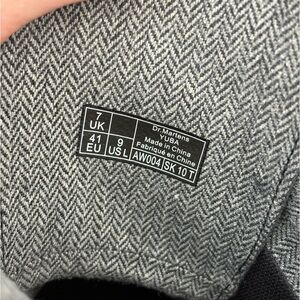 7
UK
41
EU
9
US L
Dr.Martens
YUBA
Made in China
Fabriqué en Chine
AW004 SK 10 T